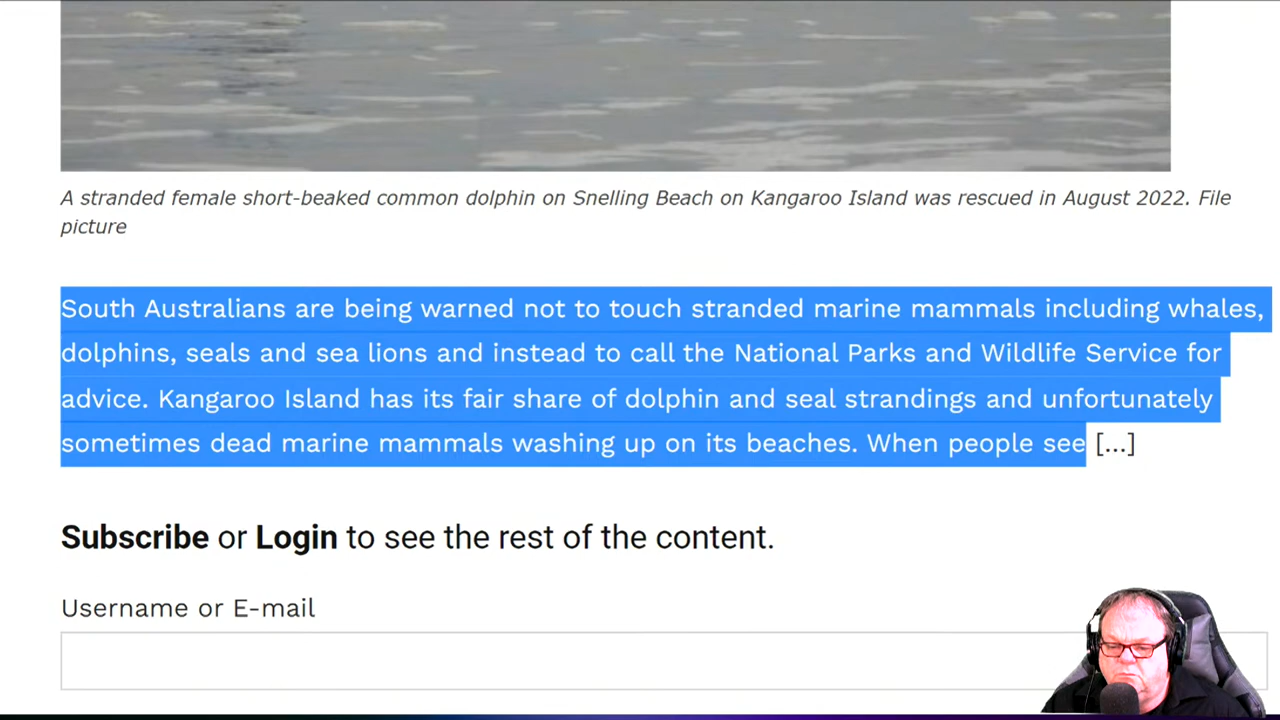 A stranded female short-beaked common dolphin on Snelling Beach on Kangaroo Island was rescued in August 2022. File
picture
South Australians are being warned not to touch stranded marine mammals including whales,
dolphins, seals and sea lions and instead to call the National Parks and Wildlife Service for
advice. Kangaroo Island has its fair share of dolphin and seal strandings and unfortunately
sometimes dead marine mammals washing up on its beaches. When people see [...]
Subscribe or Login to see the rest of the content.
Username or E-mail